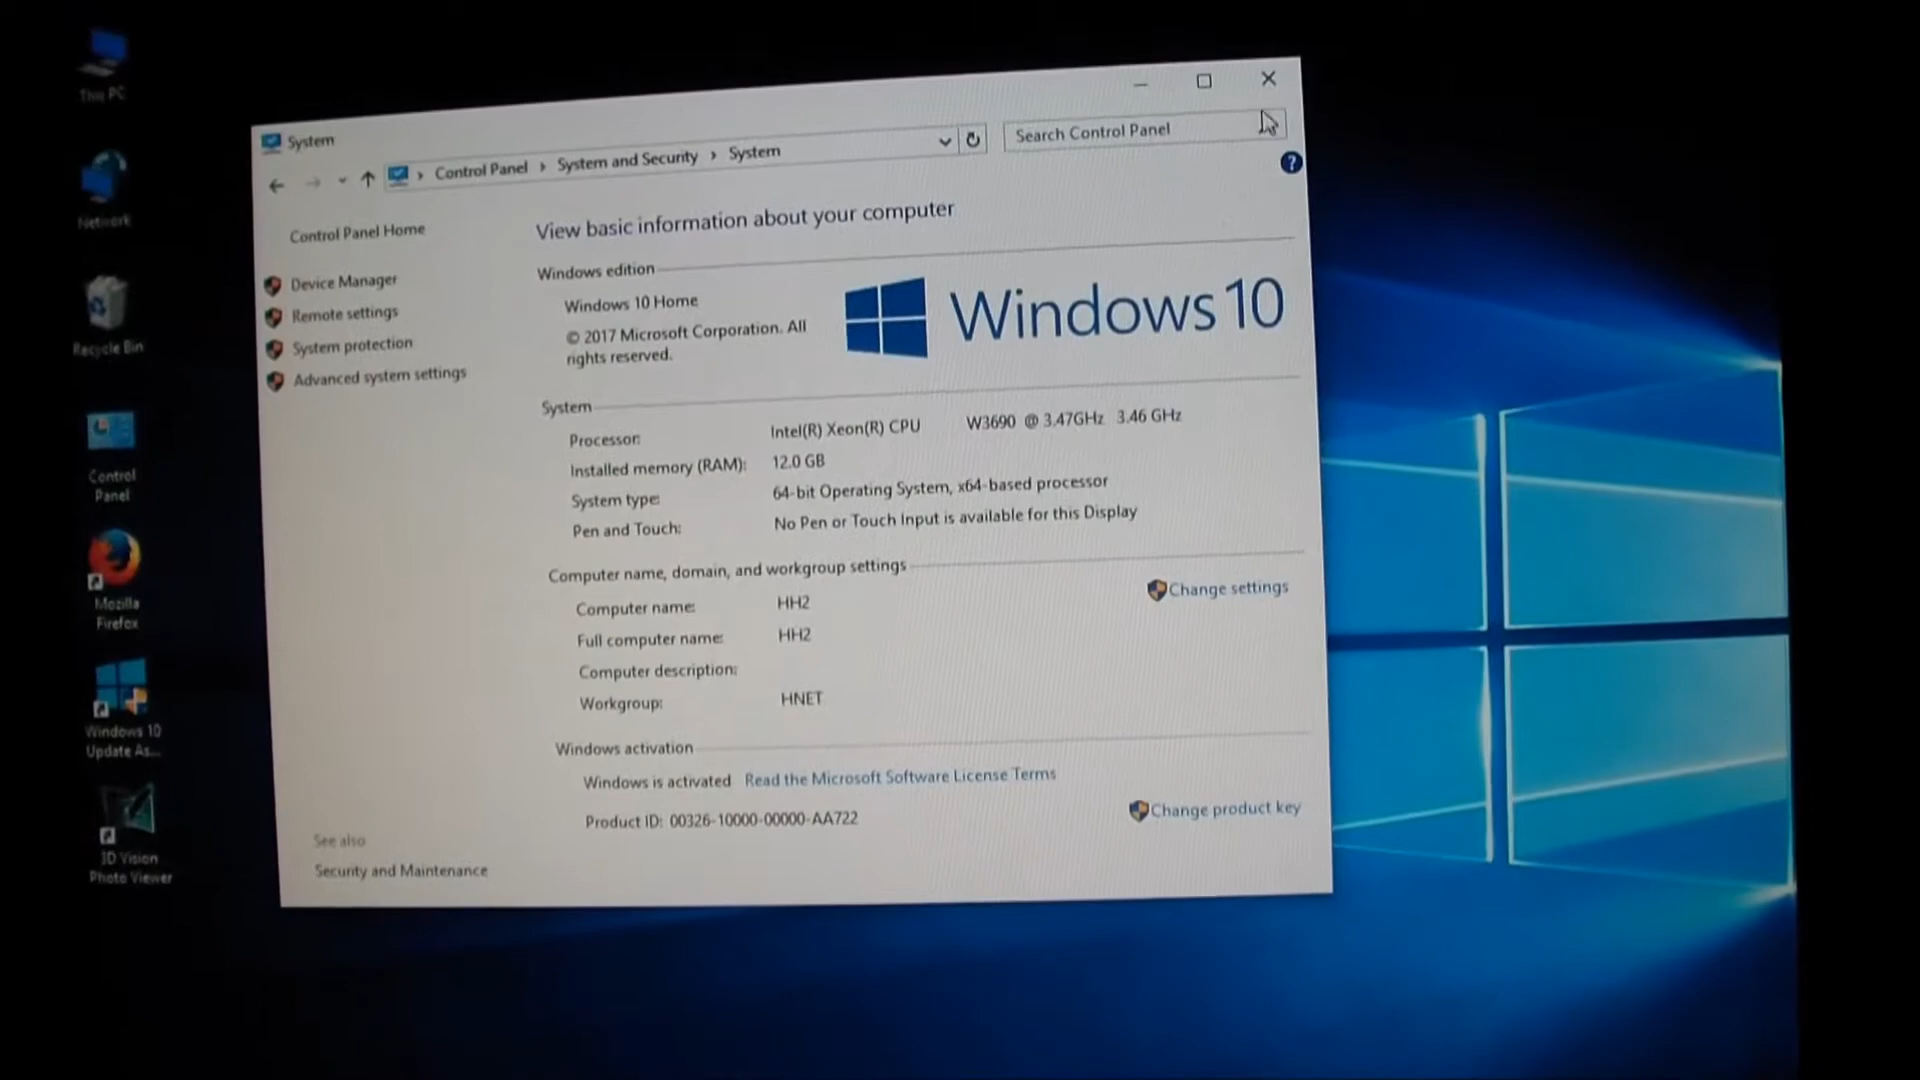 This PC
Network
Recycle Bin
Control
Panel
Mozilla
Firefox
Windows 10
Update As...
3D Vision
Photo Viewer
System
Control Panel › System and Security › System
Search Control Panel
?
Control Panel Home
Device Manager
Remote settings
System protection
Advanced system settings
See also
Security and Maintenance
View basic information about your computer
Windows edition
Windows 10 Home
© 2017 Microsoft Corporation. All
rights reserved.
Windows 10
System
Processor: Intel(R) Xeon(R) CPU W3690 @ 3.47GHz 3.46 GHz
Installed memory (RAM): 12.0 GB
System type: 64-bit Operating System, x64-based processor
Pen and Touch: No Pen or Touch Input is available for this Display
Computer name, domain, and workgroup settings
Computer name: HH2
Change settings
Full computer name: HH2
Computer description:
Workgroup: HNET
Windows activation
Windows is activated Read the Microsoft Software License Terms
Product ID: 00326-10000-00000-AA722
Change product key